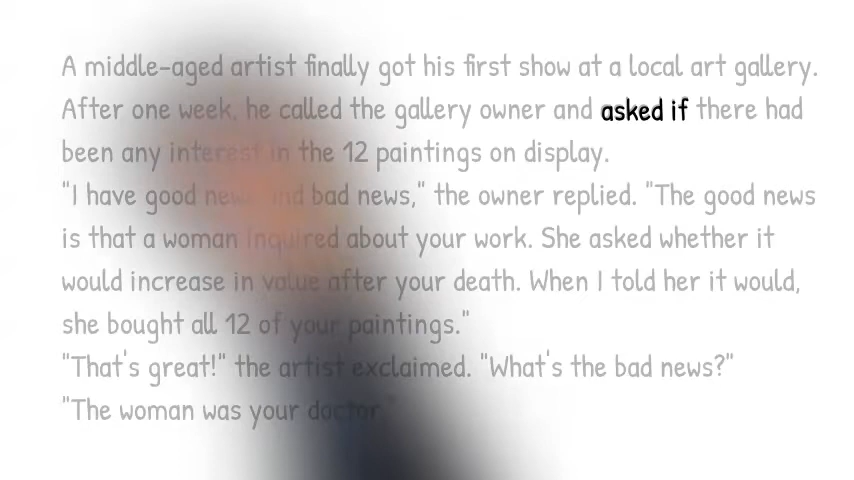 A middle-aged artist finally got his first show at a local art gallery.
After one week, he called the gallery owner and asked if there had
been any interest in the 12 paintings on display.
"I have good news and bad news," the owner replied. "The good news
is that a woman inquired about your work. She asked whether it
would increase in value after your death. When I told her it would,
she bought all 12 of your paintings."
"That's great!" the artist exclaimed. "What's the bad news?"
"The woman was your doctor."